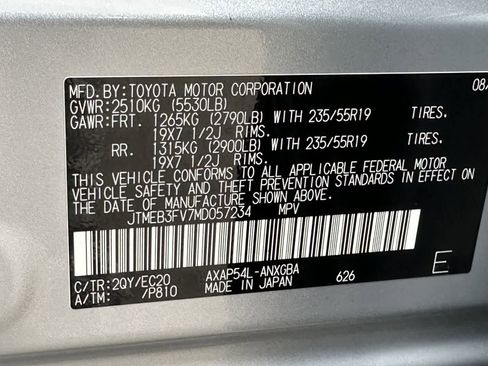 MFD.BY:TOYOTA MOTOR CORPORATION 08/
GVWR:2510KG (5530LB)
GAWR:FRT. 1265KG (2790LB) WITH 235/55R19 TIRES.
19X7 1/2J RIMS.
RR. 1315KG (2900LB) WITH 235/55R19 TIRES.
19X7 1/2J RIMS.
THIS VEHICLE CONFORMS TO ALL APPLICABLE FEDERAL MOTOR
VEHICLE SAFETY AND THEFT PREVENTION STANDARDS IN EFFECT ON
THE DATE OF MANUFACTURE SHOWN ABOVE.
JTMEB3FV7MD057234 MPV
C/TR:2QY/EC20 AXAP54L-ANXGBA E
A/TM: /P810 MADE IN JAPAN 626